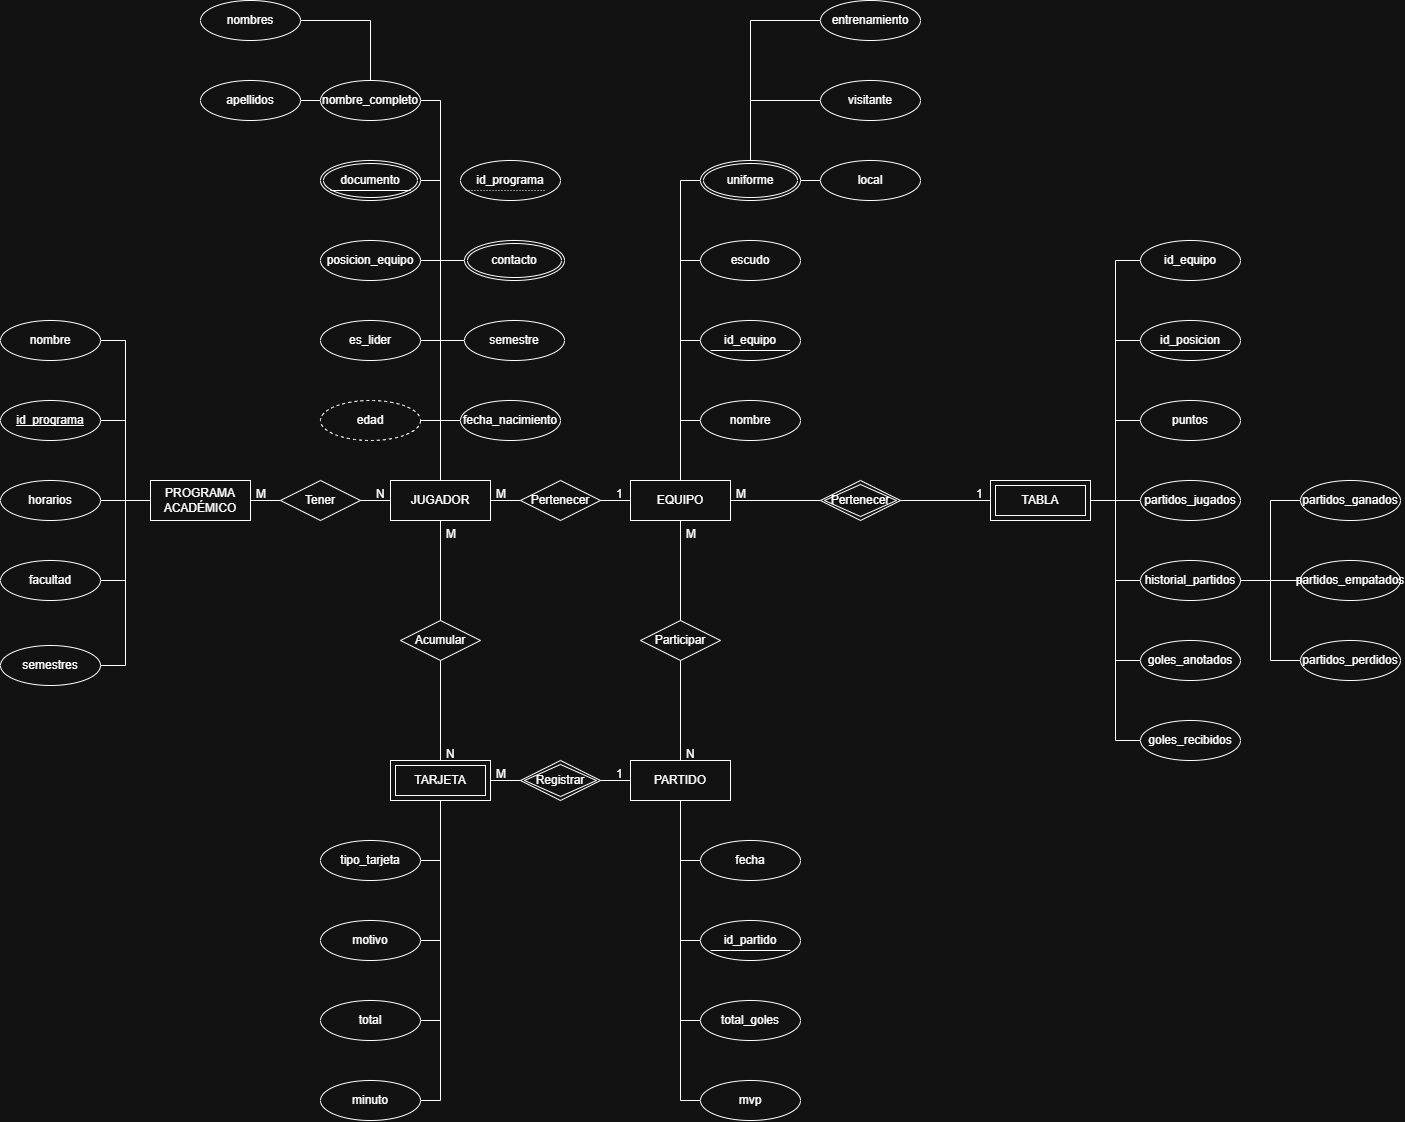 nombres
entrenamiento
apellidos
nombre_completo
visitante
documento
id_programa
uniforme
local
posicion_equipo
contacto
escudo
id_equipo
nombre
es_lider
semestre
id_equipo
id_posicion
id_programa
edad
fecha_nacimiento
nombre
puntos
horarios
PROGRAMA
ACADÉMICO
M
Tener
N
JUGADOR
M
Pertenecer
1
EQUIPO
M
Pertenecer
1
TABLA
partidos_jugados
partidos_ganados
M
M
facultad
historial_partidos
partidos_empatados
semestres
Acumular
Participar
goles_anotados
partidos_perdidos
goles_recibidos
N
N
TARJETA
M
Registrar
1
PARTIDO
tipo_tarjeta
fecha
motivo
id_partido
total
total_goles
minuto
mvp